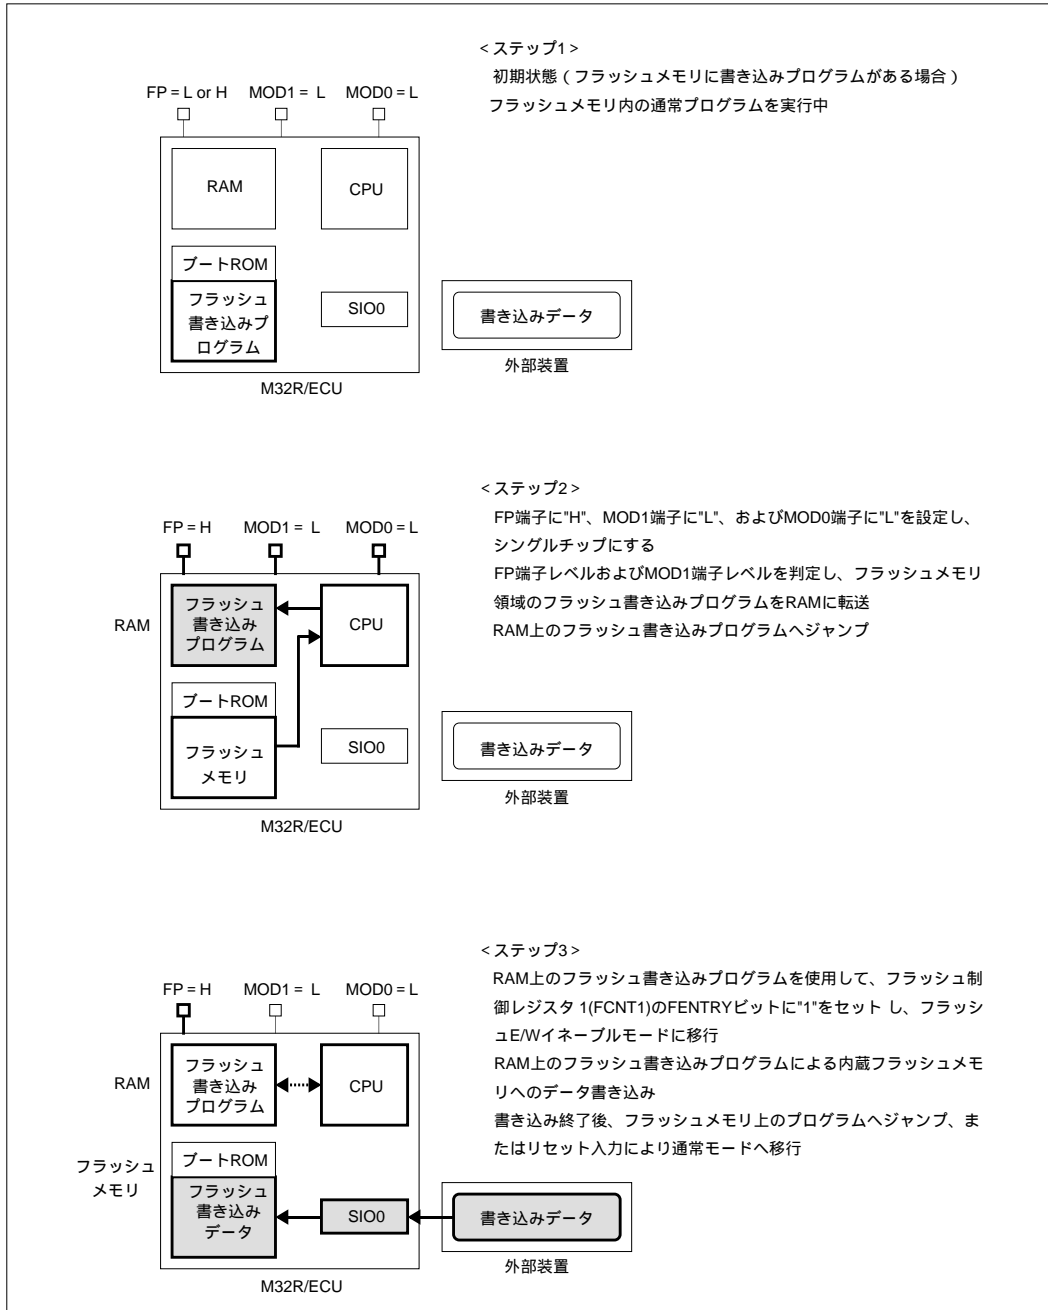 <ステップ1>
初期状態(フラッシュメモリに書き込みプログラムがある場合)
フラッシュメモリ内の通常プログラムを実行中
FP = L or H MOD1 = L MOD0 = L
RAM
CPU
ブートROM
フラッシュ
書き込みプ
ログラム
SIO0
書き込みデータ
外部装置
M32R/ECU
<ステップ2>
FP端子に"H"、MOD1端子に"L"、およびMOD0端子に"L"を設定し、
シングルチップにする
FP端子レベルおよびMOD1端子レベルを判定し、フラッシュメモリ
領域のフラッシュ書き込みプログラムをRAMに転送
RAM上のフラッシュ書き込みプログラムへジャンプ
FP = H MOD1 = L MOD0 = L
RAM
フラッシュ
書き込み
プログラム
CPU
ブートROM
フラッシュ
メモリ
SIO0
書き込みデータ
外部装置
M32R/ECU
<ステップ3>
RAM上のフラッシュ書き込みプログラムを使用して、フラッシュ制
御レジスタ 1(FCNT1)のFENTRYビットに"1"をセット し、フラッシ
ュE/Wイネーブルモードに移行
RAM上のフラッシュ書き込みプログラムによる内蔵フラッシュメモ
リへのデータ書き込み
書き込み終了後、フラッシュメモリ上のプログラムへジャンプ、ま
たはリセット入力により通常モードへ移行
FP = H MOD1 = L MOD0 = L
RAM
フラッシュ
書き込み
プログラム
CPU
フラッシュ
メモリ
ブートROM
フラッシュ
書き込み
データ
SIO0
書き込みデータ
外部装置
M32R/ECU